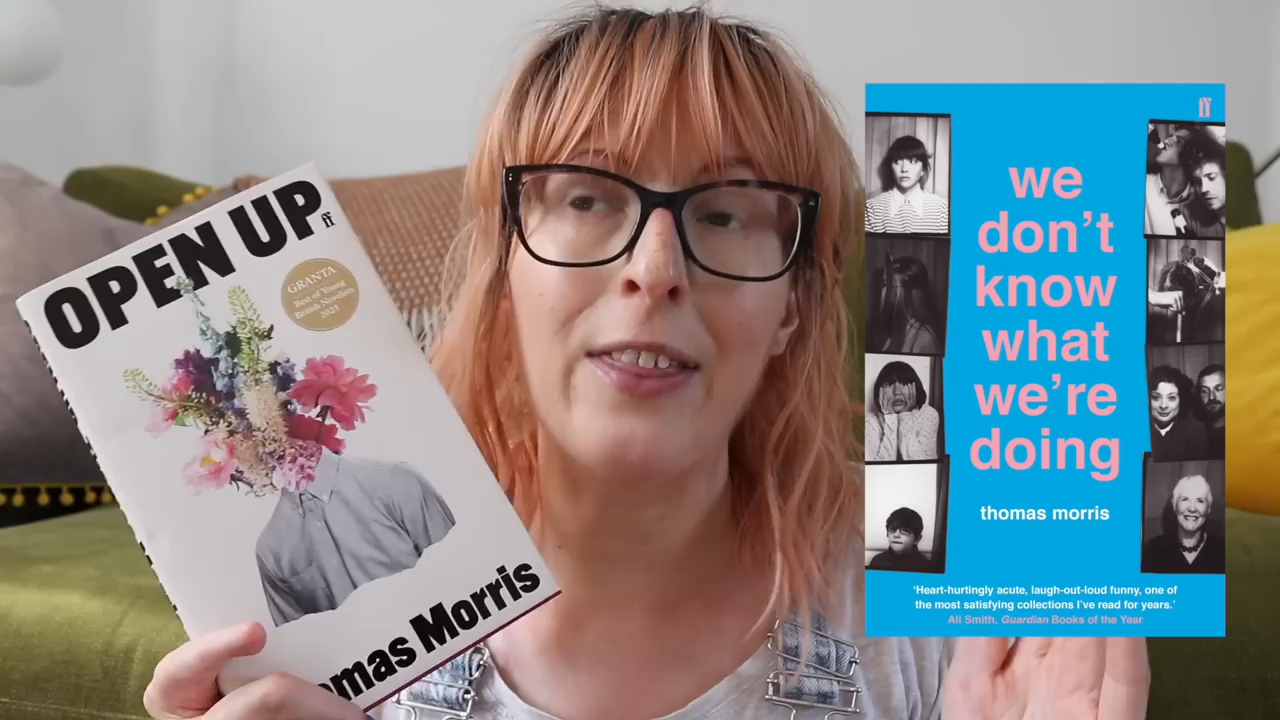 OPEN UP
ff
GRANTA
Best of Young
British Novelists
2023
omas Morris
ff
we
don't
know
what
we're
doing
thomas morris
'Heart-hurtingly acute, laugh-out-loud funny, one of
the most satisfying collections I've read for years.'
Ali Smith, Guardian Books of the Year